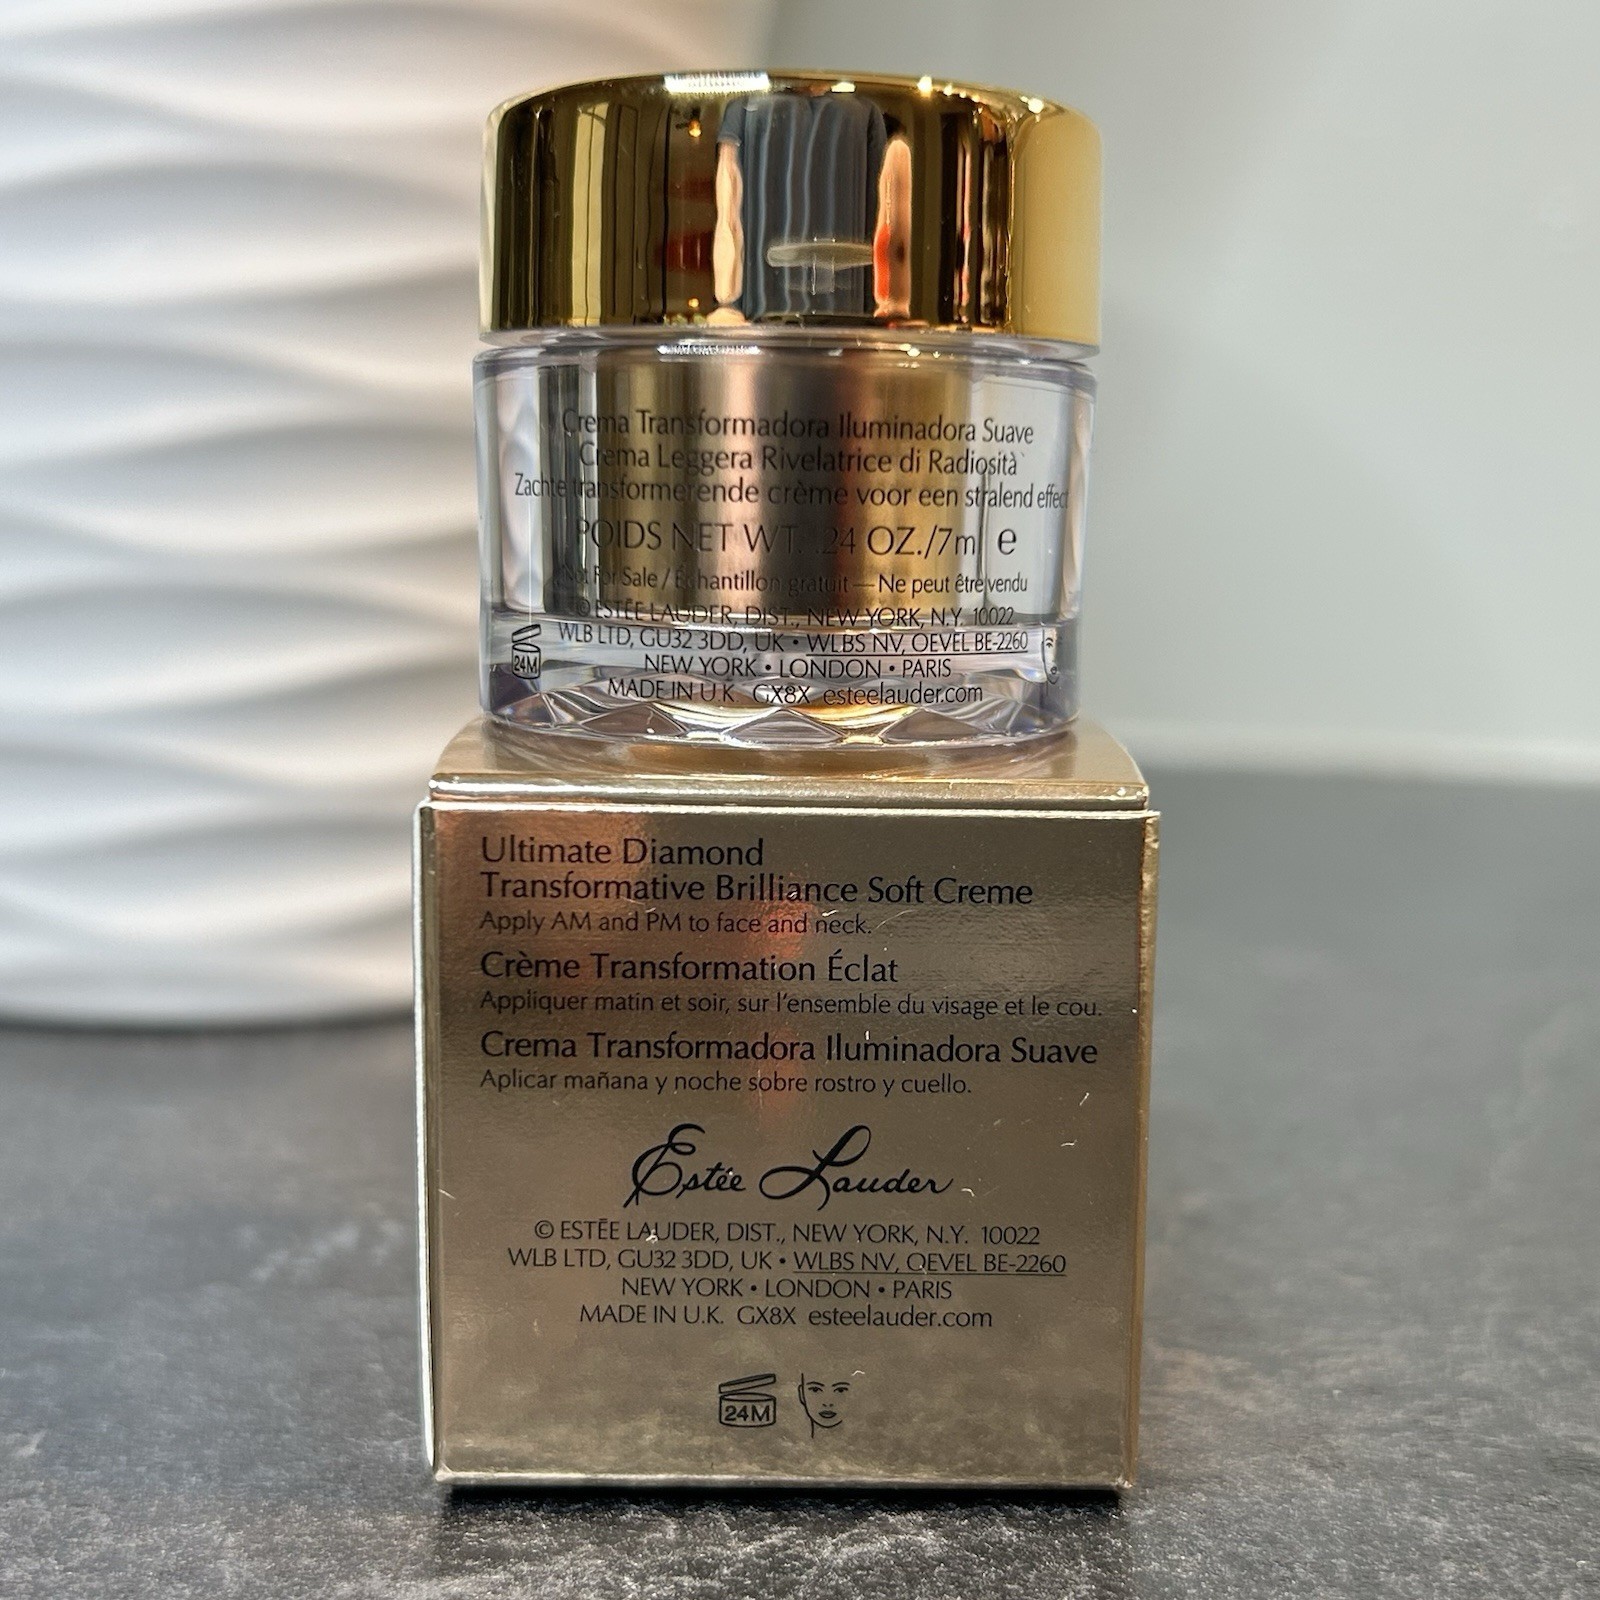 Crema Transformadora Iluminadora Suave
Crema Leggera Rivelatrice di Radiosità
Zachte transformerende crème voor een stralend effect
POIDS NET WT. .24 OZ./7ml e
Not For Sale / Échantillon gratuit — Ne peut être vendu
© ESTĒE LAUDER, DIST., NEW YORK, N.Y. 10022
WLB LTD, GU32 3DD, UK • WLBS NV, OEVEL BE-2260
24M
NEW YORK • LONDON • PARIS
MADE IN U.K. GX8X esteelauder.com
Ultimate Diamond
Transformative Brilliance Soft Creme
Apply AM and PM to face and neck.
Crème Transformation Éclat
Appliquer matin et soir, sur l'ensemble du visage et le cou.
Crema Transformadora Iluminadora Suave
Aplicar mañana y noche sobre rostro y cuello.
Estée Lauder
© ESTĒE LAUDER, DIST., NEW YORK, N.Y. 10022
WLB LTD, GU32 3DD, UK • WLBS NV, OEVEL BE-2260
NEW YORK • LONDON • PARIS
MADE IN U.K. GX8X esteelauder.com
24M